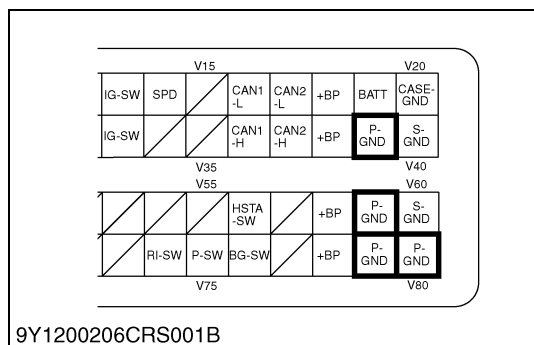 V15 V20
IG-SW SPD CAN1 CAN2 +BP BATT CASE-
-L -L GND
IG-SW CAN1 CAN2 +BP P- S-
-H -H GND GND
V35 V40
V55 V60
HSTA +BP P- S-
-SW GND GND
RI-SW P-SW BG-SW +BP P- P-
GND GND
V75 V80
9Y1200206CRS001B